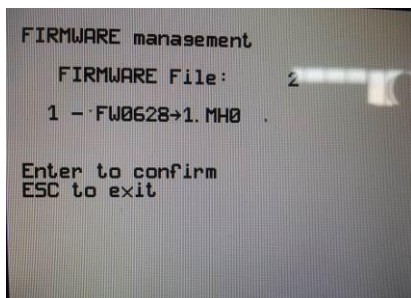 FIRMWARE management
FIRMWARE File: 2
1 - FW0628→1.MH0
Enter to confirm
ESC to exit